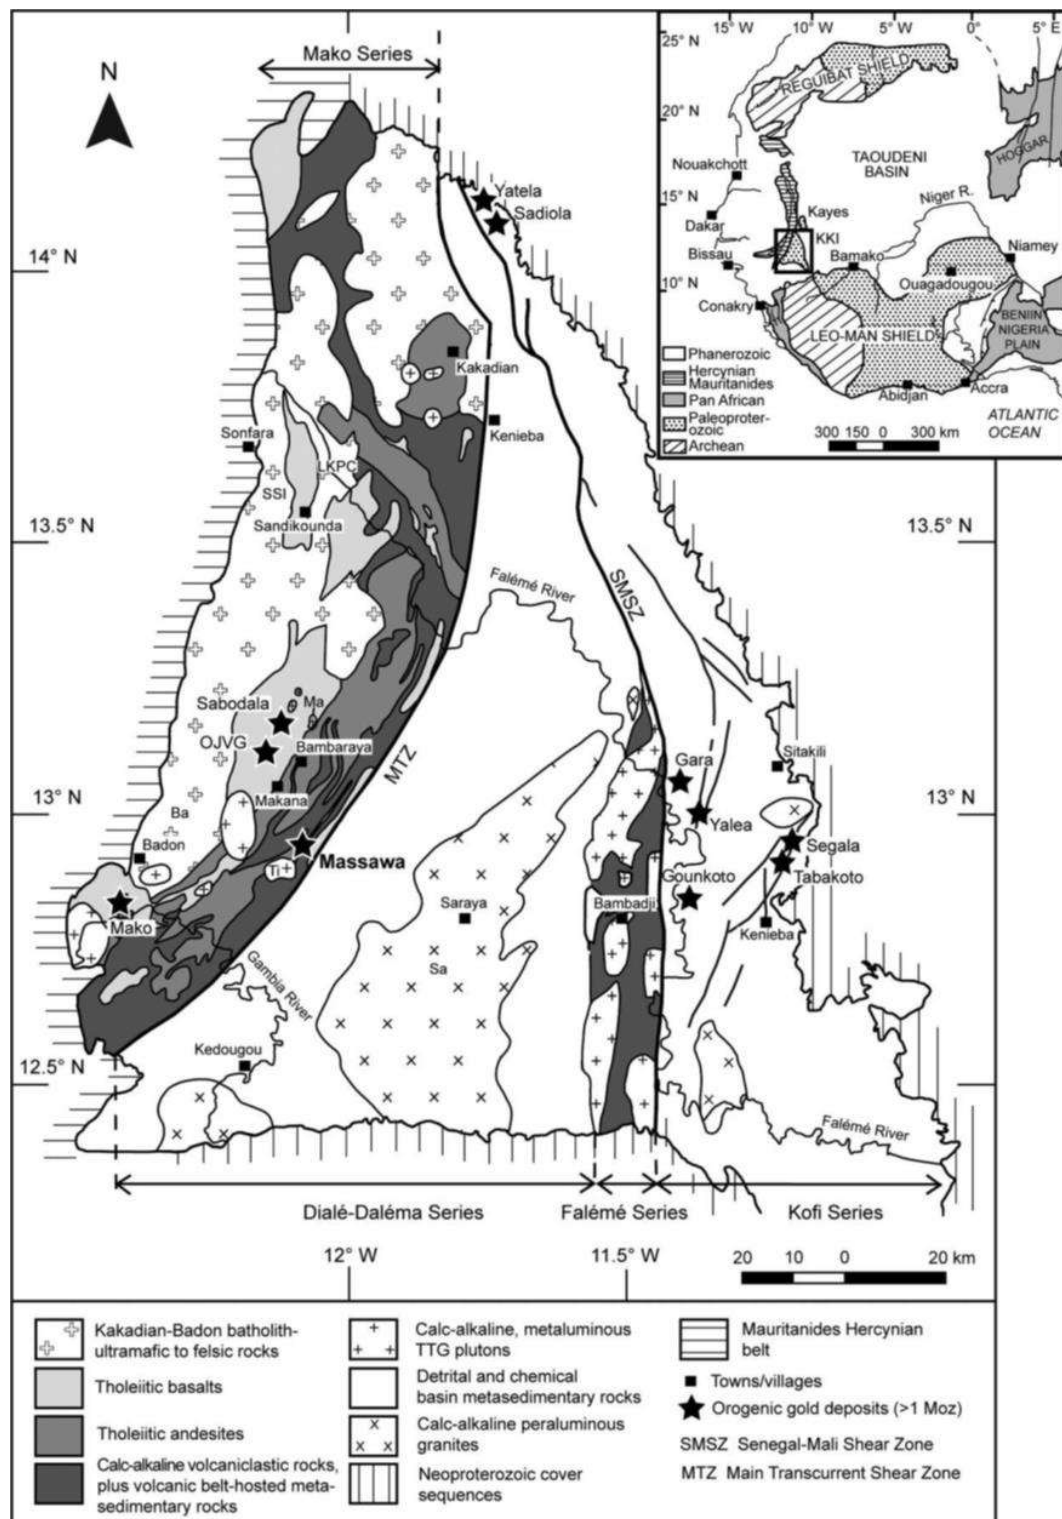 Mako Series
N
Yatela
Sadiola
14° N
Kakadian
Kenieba
Sonfara
LKPC
SSI
Sandikounda
13.5° N
13.5° N
Falémé River
SMSZ
Sabodala
Ma
OJVG
Bambaraya
MTZ
Makana
Gara
Sitakili
13° N
13° N
Ba
Yalea
Badon
Massawa
Segala
Ti
Gounkoto
Tabakoto
Mako
Saraya
Bambadji
Kenieba
Sa
Gambia River
Kedougou
12.5° N
Falémé River
Dialé-Daléma Series
Falémé Series
Kofi Series
12° W
11.5° W
20 10 0 20 km
15° W
10° W
5° W
0°
5° E
25° N
REGUIBAT SHIELD
20° N
TAOUDENI
BASIN
HOGGAR
Nouakchott
15° N
Niger R.
Kayes
Dakar
KKI
Niamey
Bissau
Bamako
10° N
Ouagadougou
Conakry
LEO-MAN SHIELD
BENIIN
NIGERIA
PLAIN
Phanerozoic
Hercynian
Mauritanides
Pan African
Paleoproter-
ozoic
Archean
Abidjan
Accra
ATLANTIC
OCEAN
300 150 0 300 km
Kakadian-Badon batholith-
ultramafic to felsic rocks
Tholeiitic basalts
Tholeiitic andesites
Calc-alkaline volcaniclastic rocks,
plus volcanic belt-hosted meta-
sedimentary rocks
Calc-alkaline, metaluminous
TTG plutons
Detrital and chemical
basin metasedimentary rocks
Calc-alkaline peraluminous
granites
Neoproterozoic cover
sequences
Mauritanides Hercynian
belt
Towns/villages
Orogenic gold deposits (>1 Moz)
SMSZ Senegal-Mali Shear Zone
MTZ Main Transcurrent Shear Zone